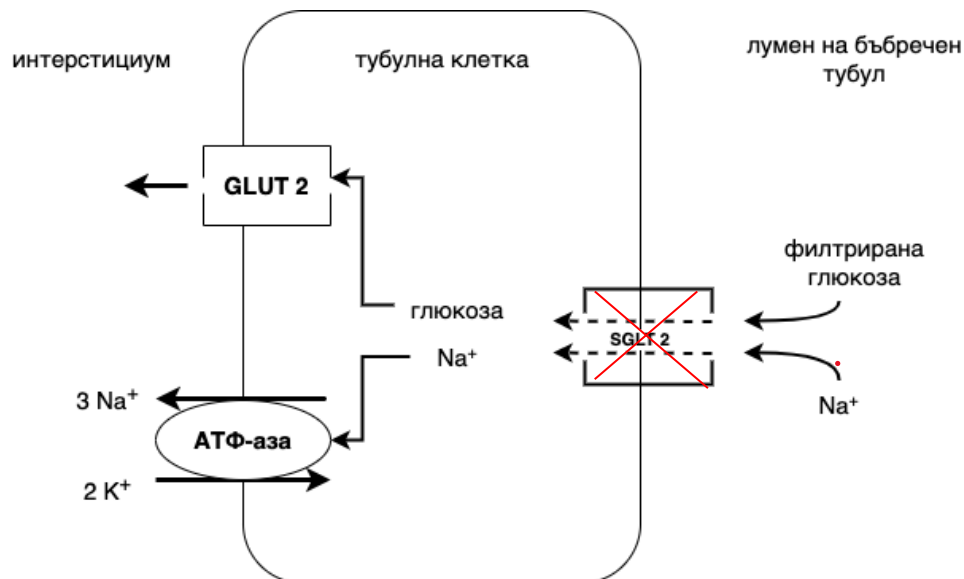 интерстициум
тубулна клетка
лумен на бъбречен
тубул
GLUT 2
филтрирана
глюкоза
глюкоза
SGLT 2
Na⁺
Na⁺
3 Na⁺
АТФ-аза
2 K⁺